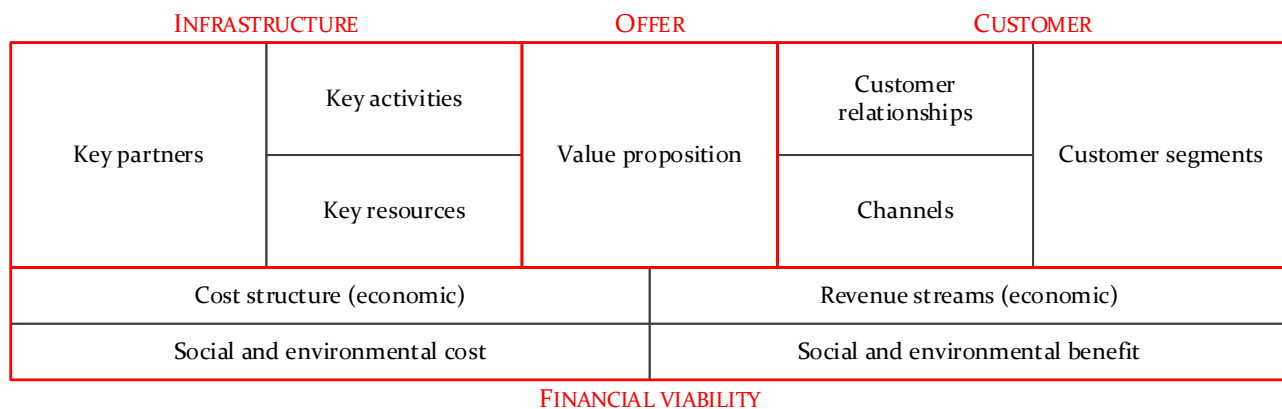 INFRASTRUCTURE OFFER CUSTOMER
Key partners
Key activities
Key resources
Value proposition
Customer
relationships
Channels
Customer segments
Cost structure (economic)
Revenue streams (economic)
Social and environmental cost
Social and environmental benefit
FINANCIAL VIABILITY